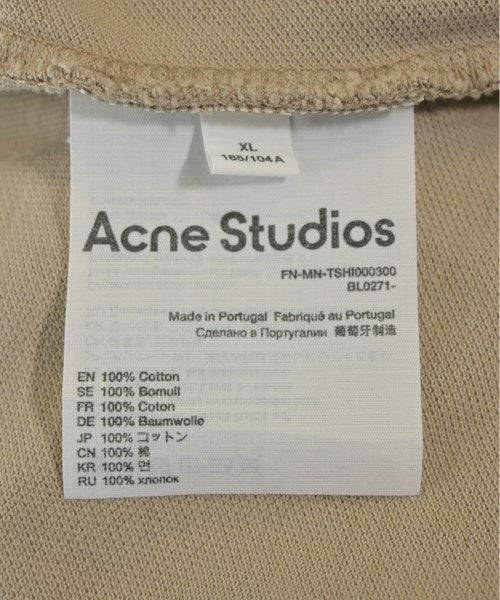 XL
185/104A
Acne Studios
FN-MN-TSHI000300
BL0271-
Made in Portugal Fabriqué au Portugal
Сделано в Португалии 葡萄牙制造
EN 100% Cotton
SE 100% Bomull
FR 100% Coton
DE 100% Baumwolle
JP 100% コットン
CN 100% 綿
KR 100% 면
RU 100% хлопок